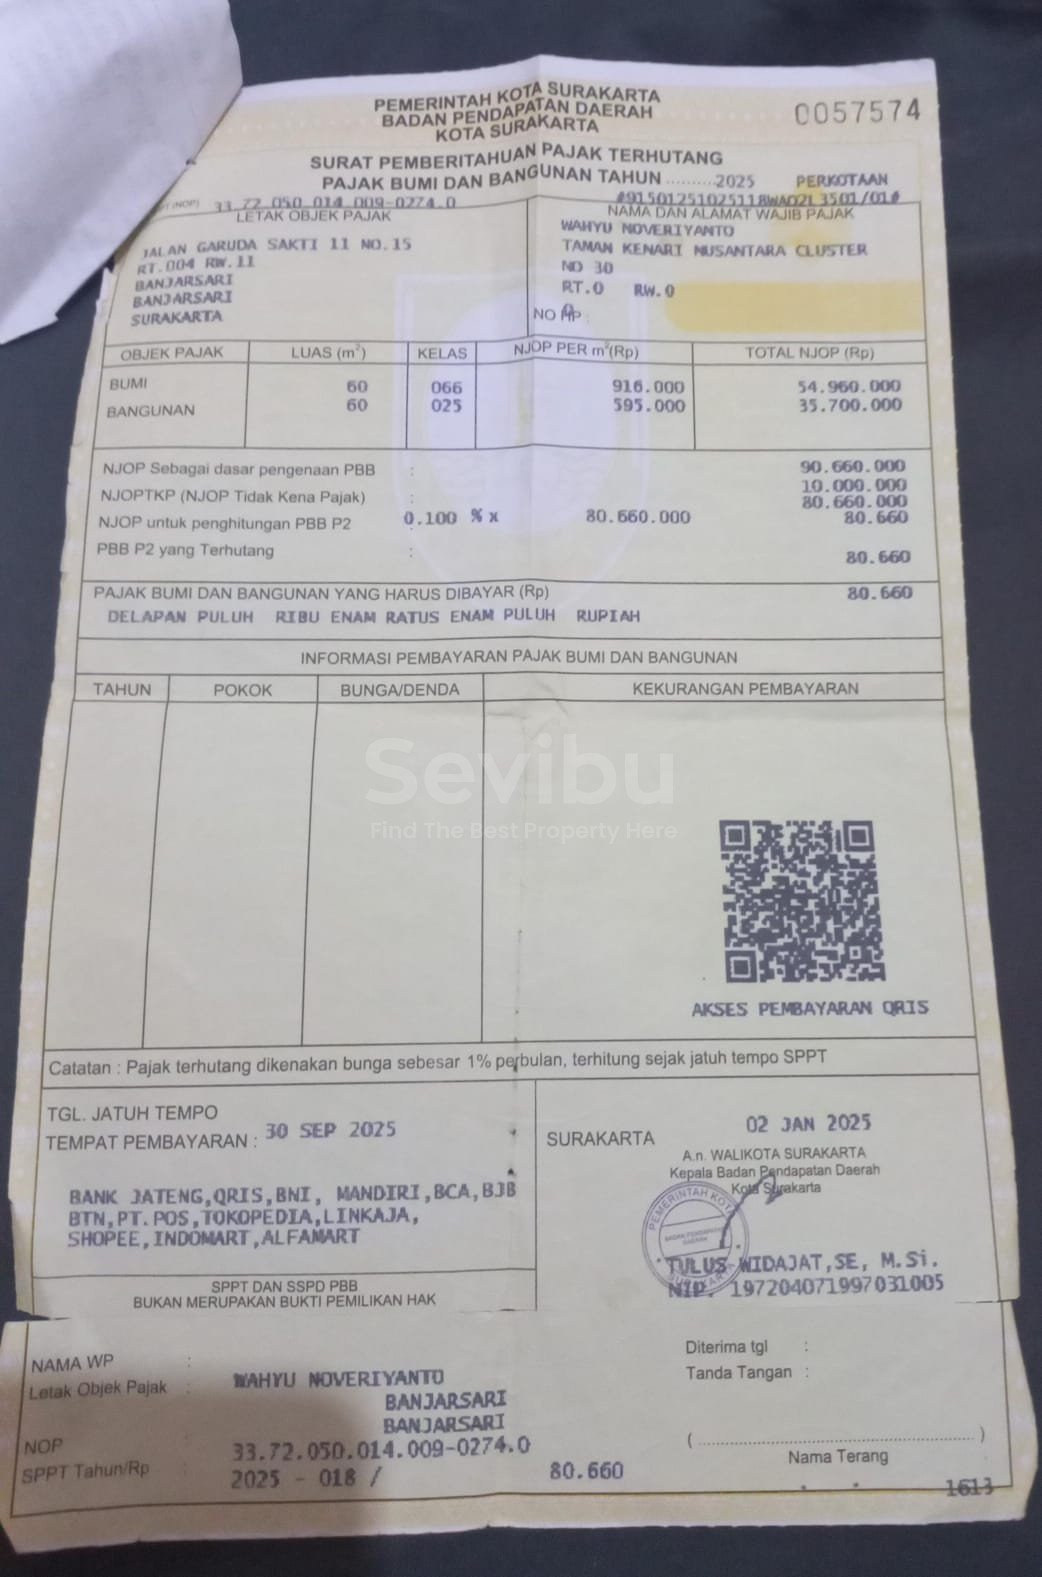 PEMERINTAH KOTA SURAKARTA
BADAN PENDAPATAN DAERAH
KOTA SURAKARTA
0057574
SURAT PEMBERITAHUAN PAJAK TERHUTANG
PAJAK BUMI DAN BANGUNAN TAHUN ..........2025 PERKOTAAN
(NOP) 33.72.050.014.009-0274.0 #91501251025118WA02L3501/01#
LETAK OBJEK PAJAK
NAMA DAN ALAMAT WAJIB PAJAK
JALAN GARUDA SAKTI 11 NO.15
RT.004 RW.11
BANJARSARI
BANJARSARI
SURAKARTA
WAHYU NOVERIYANTO
TAMAN KENARI NUSANTARA CLUSTER
NO 30
RT.0 RW.0
NO HP :
OBJEK PAJAK LUAS (m²) KELAS NJOP PER m²(Rp) TOTAL NJOP (Rp)
BUMI 60 066 916.000 54.960.000
BANGUNAN 60 025 595.000 35.700.000
NJOP Sebagai dasar pengenaan PBB : 90.660.000
NJOPTKP (NJOP Tidak Kena Pajak) : 10.000.000
80.660.000
NJOP untuk penghitungan PBB P2 : 0.100 % x 80.660.000 80.660
PBB P2 yang Terhutang : 80.660
PAJAK BUMI DAN BANGUNAN YANG HARUS DIBAYAR (Rp) 80.660
DELAPAN PULUH RIBU ENAM RATUS ENAM PULUH RUPIAH
INFORMASI PEMBAYARAN PAJAK BUMI DAN BANGUNAN
TAHUN POKOK BUNGA/DENDA KEKURANGAN PEMBAYARAN
Sevibu
Find The Best Property Here
AKSES PEMBAYARAN QRIS
Catatan : Pajak terhutang dikenakan bunga sebesar 1% perbulan, terhitung sejak jatuh tempo SPPT
TGL. JATUH TEMPO
TEMPAT PEMBAYARAN : 30 SEP 2025
BANK JATENG,QRIS,BNI, MANDIRI,BCA,BJB
BTN,PT.POS,TOKOPEDIA,LINKAJA,
SHOPEE,INDOMART,ALFAMART
SPPT DAN SSPD PBB
BUKAN MERUPAKAN BUKTI PEMILIKAN HAK
SURAKARTA 02 JAN 2025
A.n. WALIKOTA SURAKARTA
Kepala Badan Pendapatan Daerah
Kota Surakarta
PEMERINTAH KOTA
BADAN PENDAPATAN
DAERAH
SURAKARTA
TULUS WIDAJAT,SE, M.Si.
NIP. 197204071997031005
NAMA WP : WAHYU NOVERIYANTO
Letak Objek Pajak : BANJARSARI
BANJARSARI
NOP : 33.72.050.014.009-0274.0
SPPT Tahun/Rp : 2025 - 018 / 80.660
Diterima tgl :
Tanda Tangan :
(..........................................................)
Nama Terang
1613